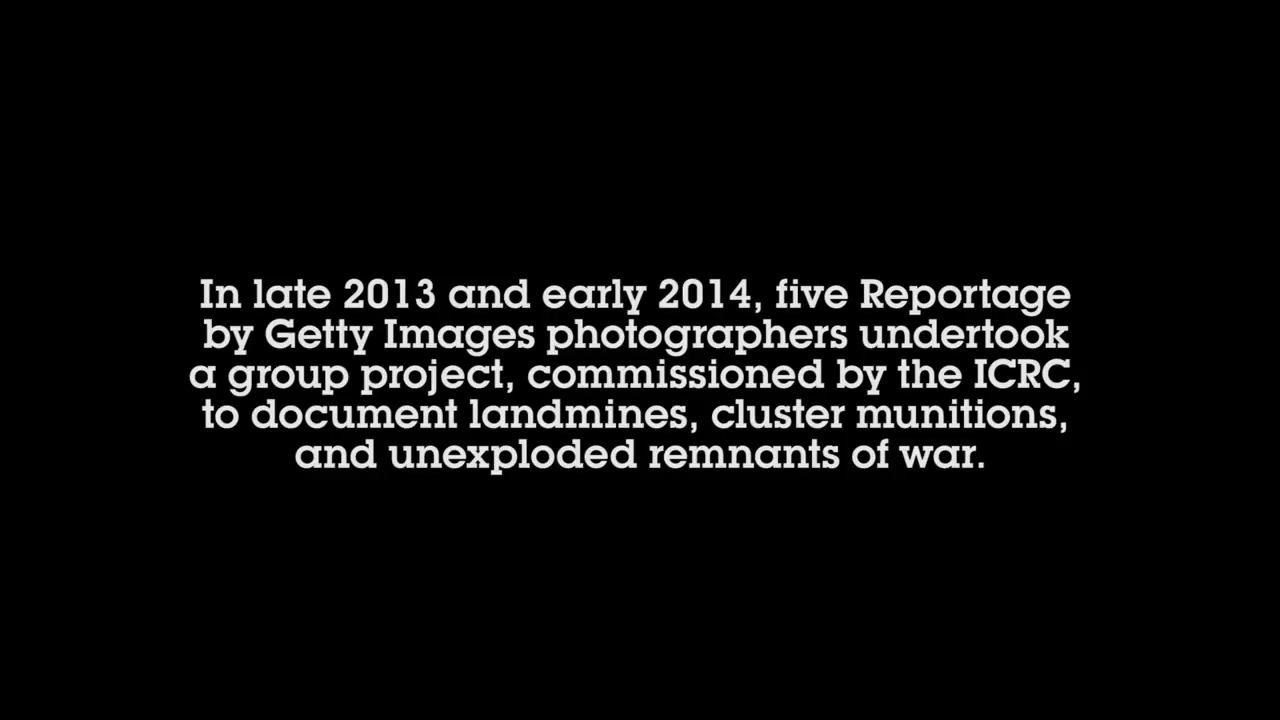 In late 2013 and early 2014, five Reportage
by Getty Images photographers undertook
a group project, commissioned by the ICRC,
to document landmines, cluster munitions,
and unexploded remnants of war.